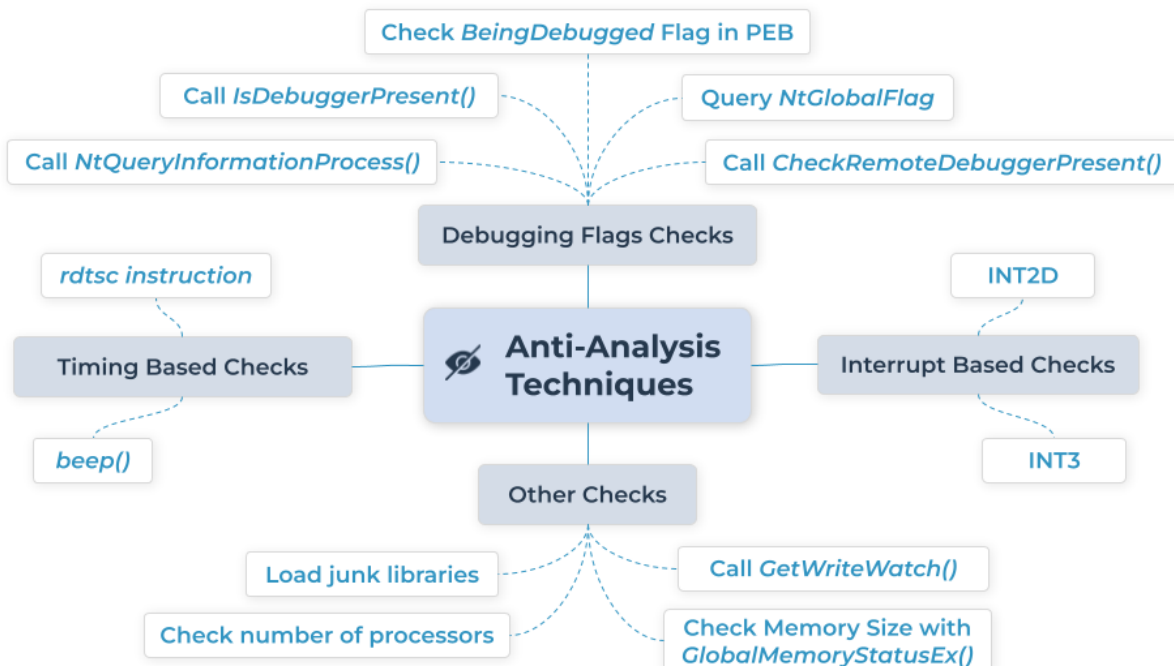 Check BeingDebugged Flag in PEB
Call IsDebuggerPresent()
Query NtGlobalFlag
Call NtQueryInformationProcess()
Call CheckRemoteDebuggerPresent()
Debugging Flags Checks
rdtsc instruction
INT2D
Timing Based Checks
Anti-Analysis
Techniques
Interrupt Based Checks
beep()
INT3
Other Checks
Load junk libraries
Call GetWriteWatch()
Check number of processors
Check Memory Size with
GlobalMemoryStatusEx()